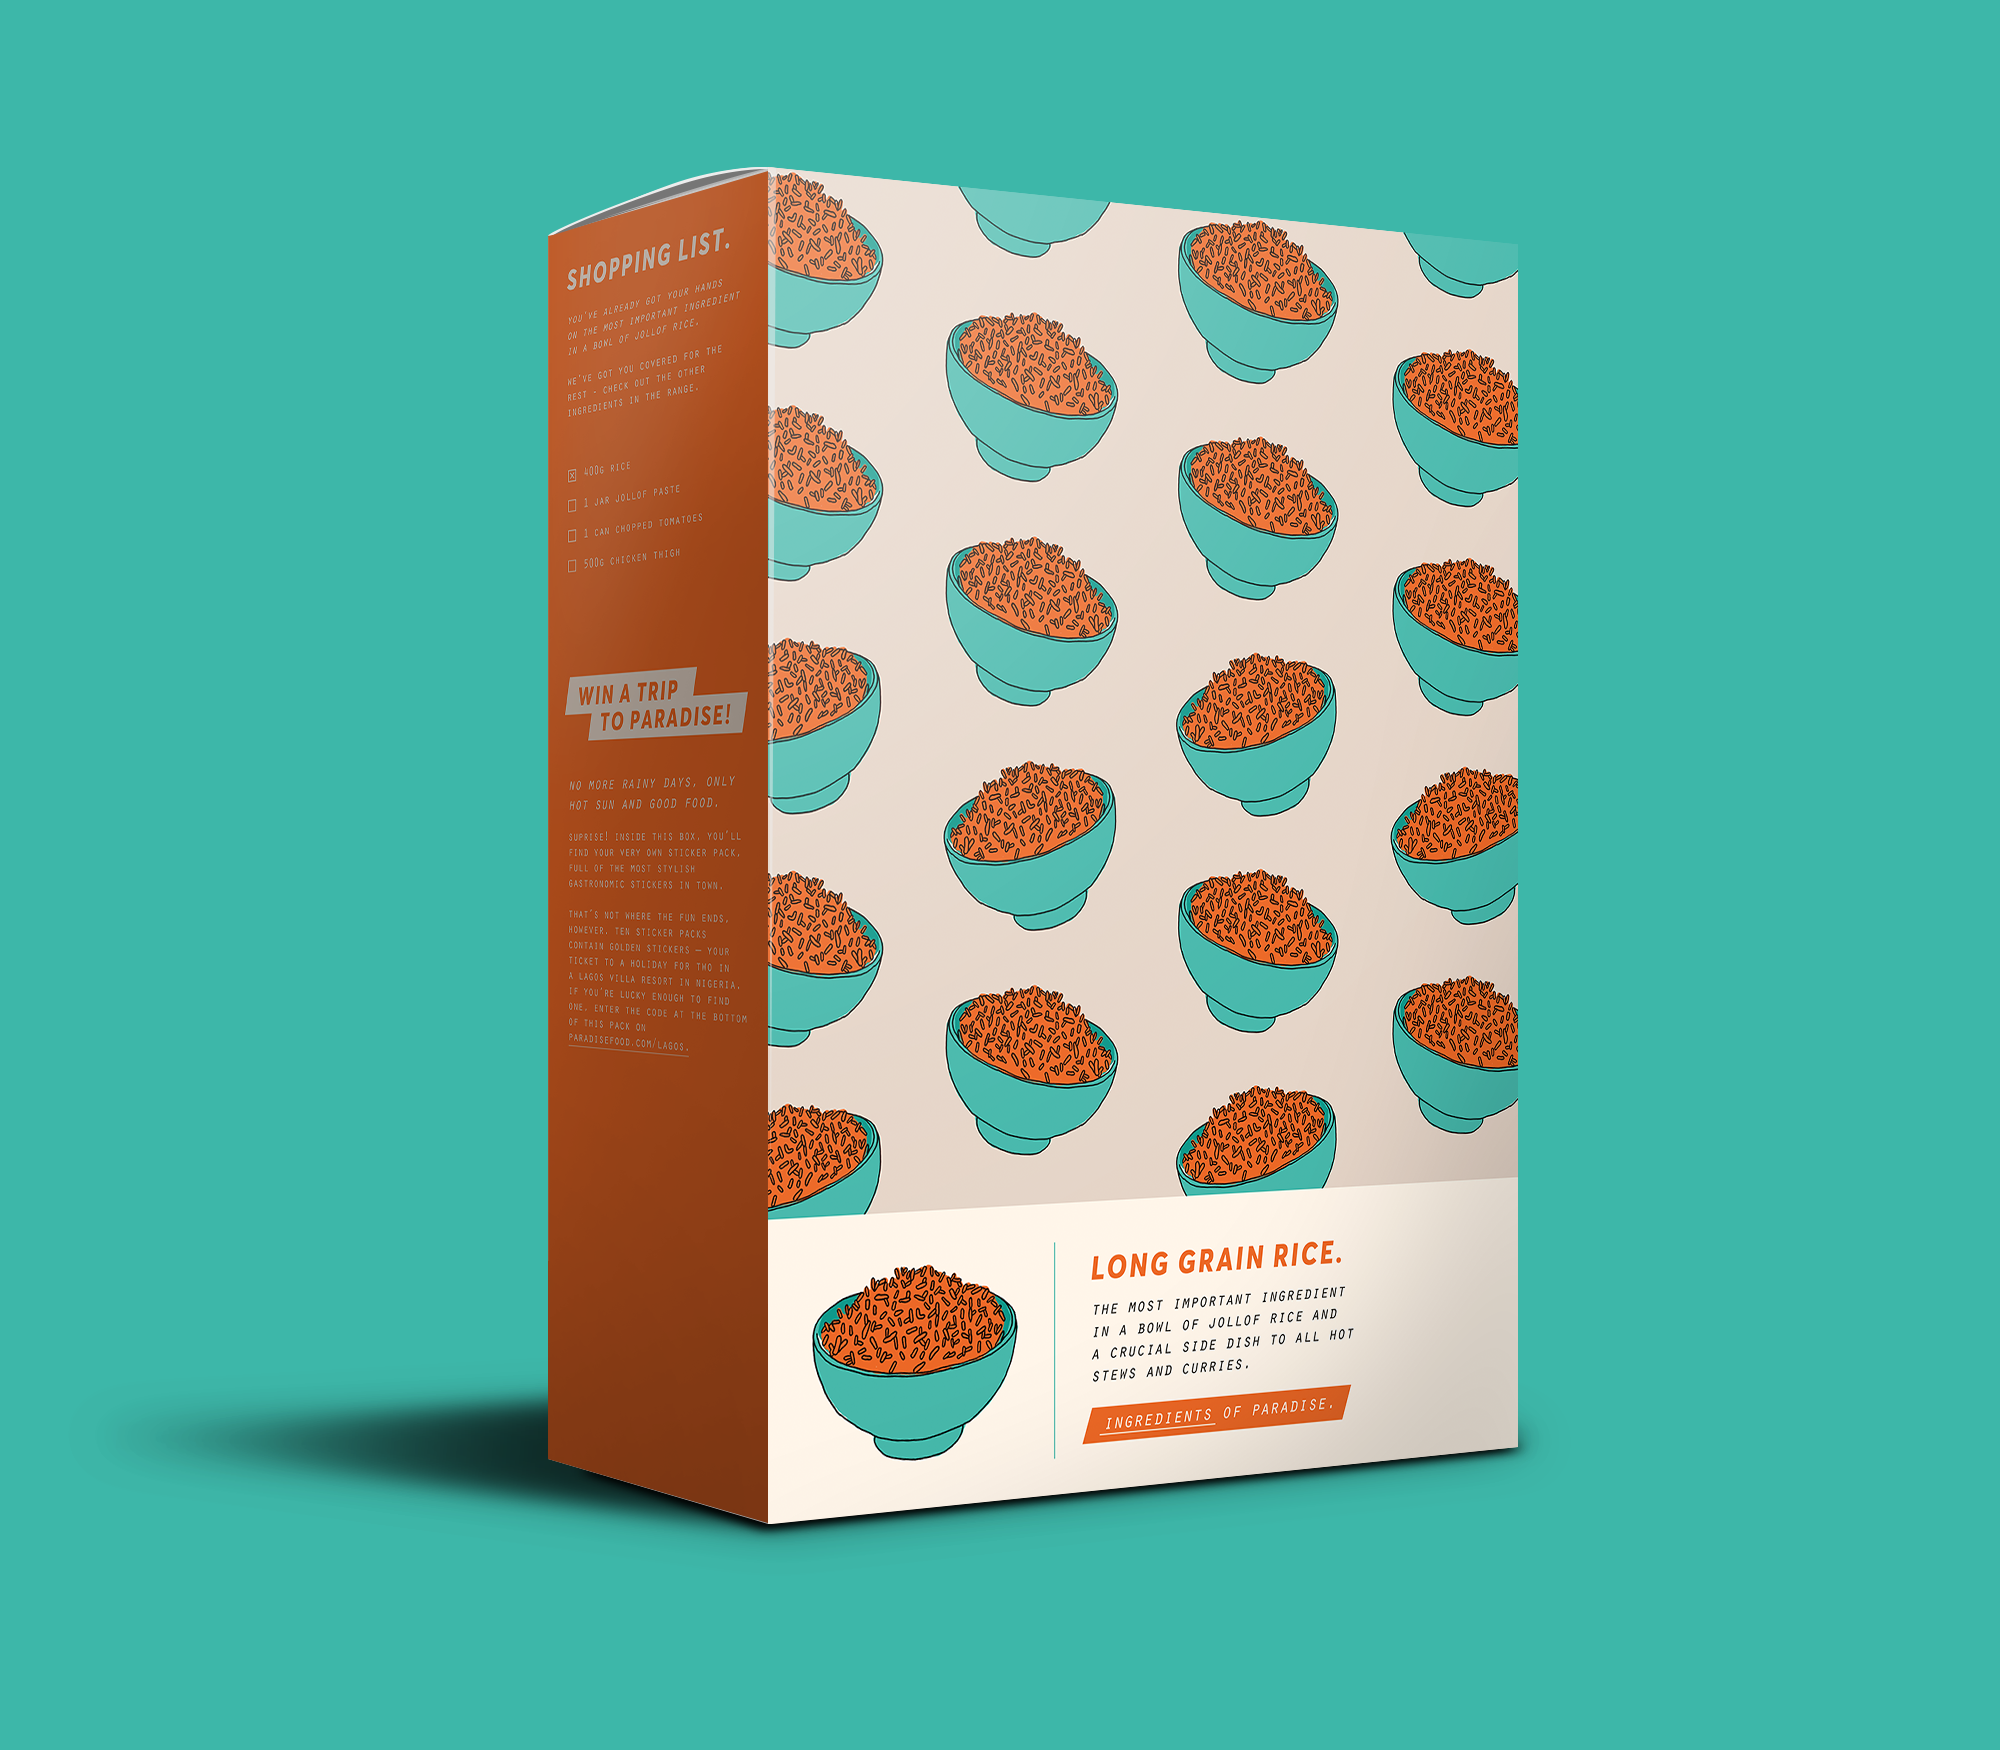 SHOPPING LIST.
YOU'VE ALREADY GOT YOUR HANDS
ON THE MOST IMPORTANT INGREDIENT
IN A BOWL OF JOLLOF RICE.
WE'VE GOT YOU COVERED FOR THE
REST - CHECK OUT THE OTHER
INGREDIENTS IN THE RANGE.
400G RICE
1 JAR JOLLOF PASTE
1 CAN CHOPPED TOMATOES
500G CHICKEN THIGH
WIN A TRIP
TO PARADISE!
NO MORE RAINY DAYS, ONLY
HOT SUN AND GOOD FOOD.
SUPRISE! INSIDE THIS BOX, YOU'LL
FIND YOUR VERY OWN STICKER PACK,
FULL OF THE MOST STYLISH
GASTRONOMIC STICKERS IN TOWN.
THAT'S NOT WHERE THE FUN ENDS,
HOWEVER. TEN STICKER PACKS
CONTAIN GOLDEN STICKERS — YOUR
TICKET TO A HOLIDAY FOR TWO IN
A LAGOS VILLA RESORT IN NIGERIA.
IF YOU'RE LUCKY ENOUGH TO FIND
ONE, ENTER THE CODE AT THE BOTTOM
OF THIS PACK ON
PARADISEFOOD.COM/LAGOS.
LONG GRAIN RICE.
THE MOST IMPORTANT INGREDIENT
IN A BOWL OF JOLLOF RICE AND
A CRUCIAL SIDE DISH TO ALL HOT
STEWS AND CURRIES.
INGREDIENTS OF PARADISE.